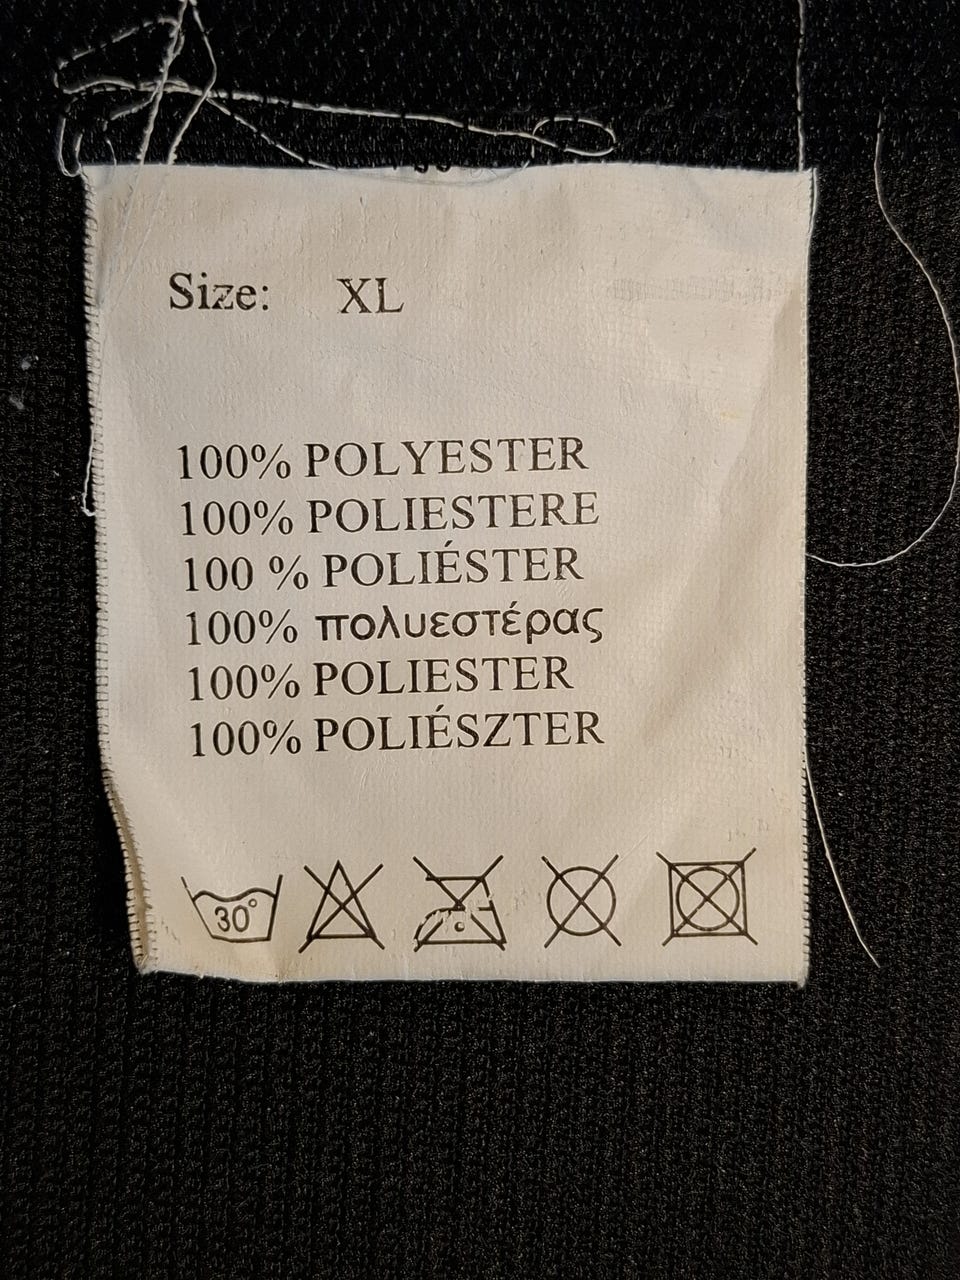 Size: XL
100% POLYESTER
100% POLIESTERE
100 % POLIÉSTER
100% πολυεστέρας
100% POLIESTER
100% POLIÉSZTER
30°